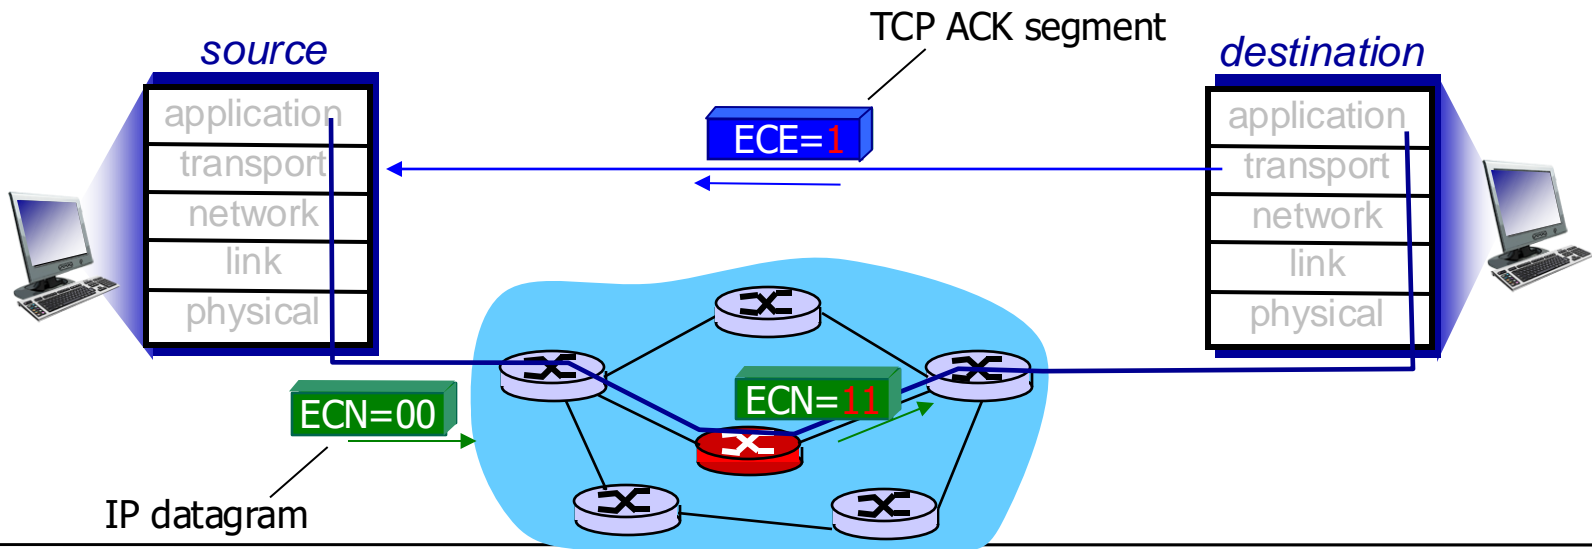 TCP ACK segment
source
destination
application
transport
network
link
physical
ECE=1
application
transport
network
link
physical
ECN=00
ECN=11
IP datagram